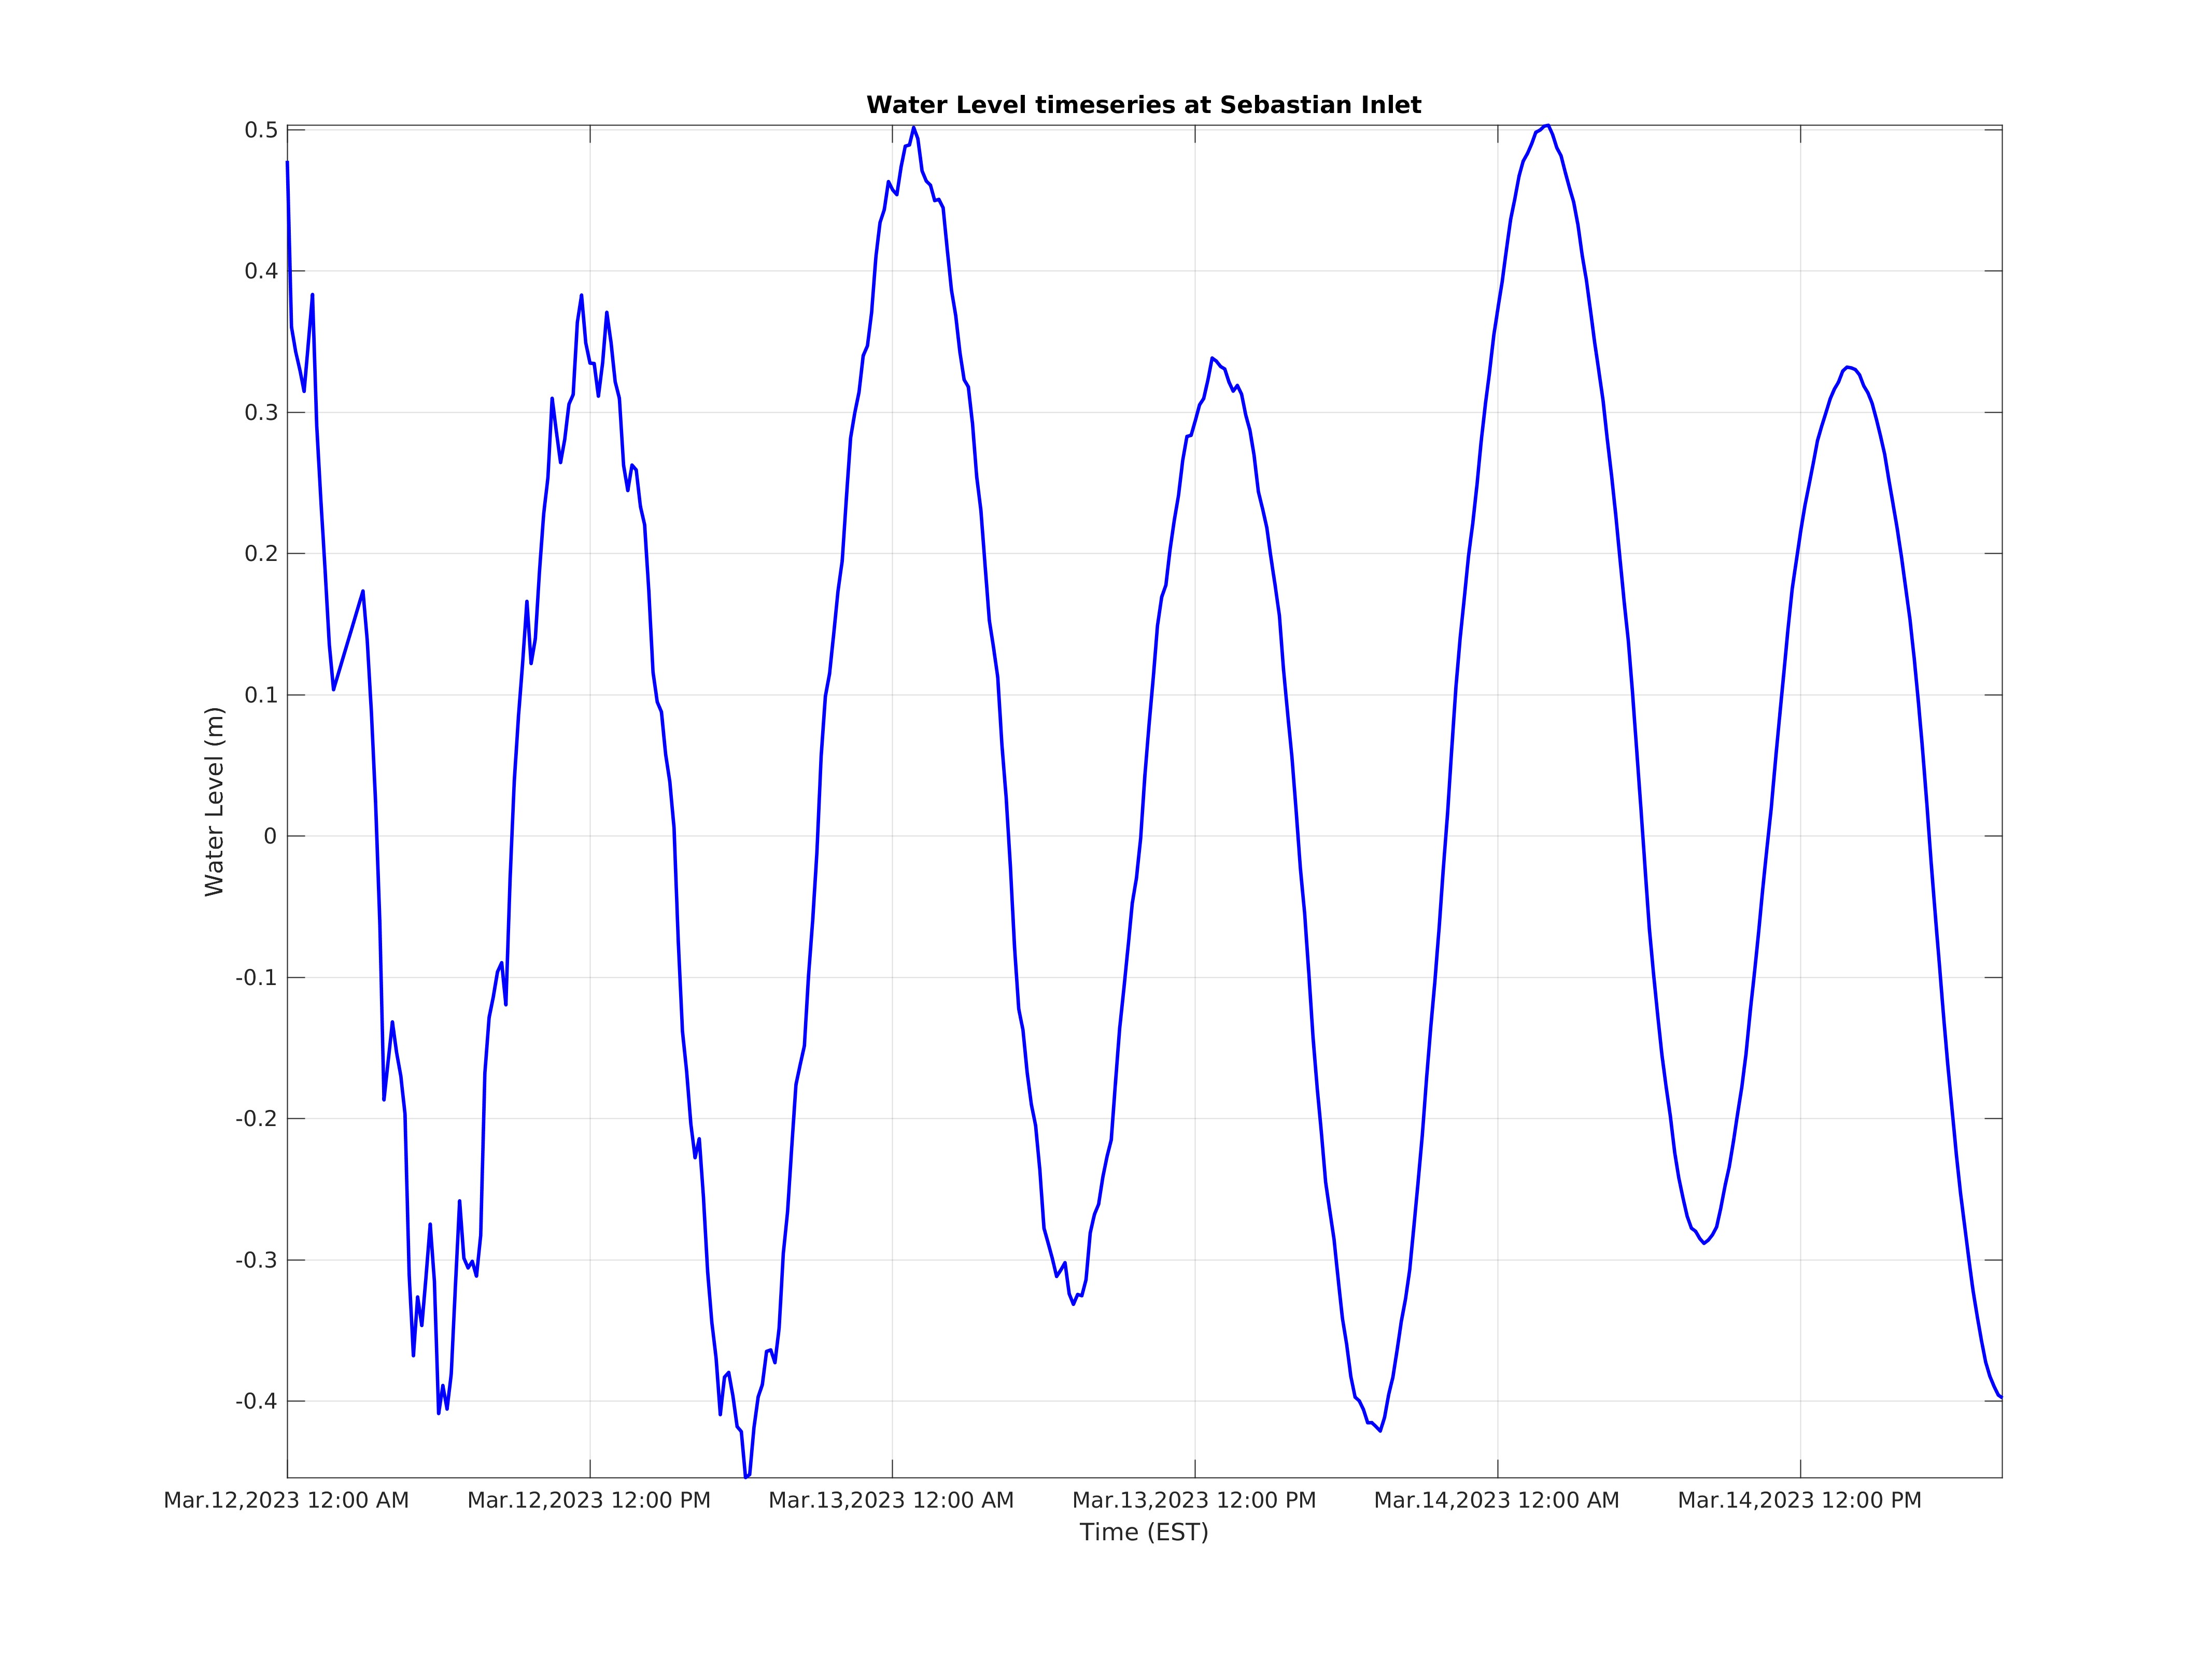 Water Level timeseries at Sebastian Inlet
0.5
0.4
0.3
0.2
0.1
0
-0.1
-0.2
-0.3
-0.4
Water Level (m)
Mar.12,2023 12:00 AM
Mar.12,2023 12:00 PM
Mar.13,2023 12:00 AM
Mar.13,2023 12:00 PM
Mar.14,2023 12:00 AM
Mar.14,2023 12:00 PM
Time (EST)